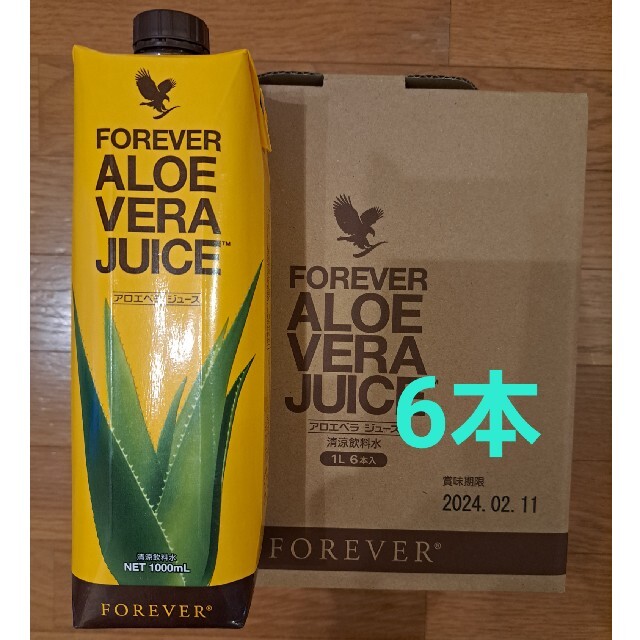 FOREVER
ALOE
VERA
JUICE™
アロエベラ ジュース
清涼飲料水
NET 1000mL
FOREVER®
FOREVER
ALOE
VERA
JUICE
アロエベラ ジュース
清涼飲料水
1L 6本入
6本
賞味期限
2024.02.11
FOREVER®